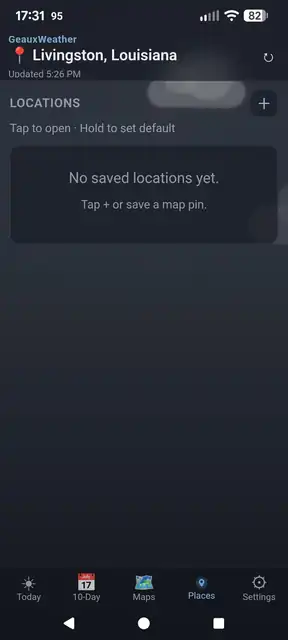 17:31 95 82
GeauxWeather
Livingston, Louisiana
Updated 5:26 PM
LOCATIONS
Tap to open · Hold to set default
No saved locations yet.
Tap + or save a map pin.
Today 10-Day Maps Places Settings